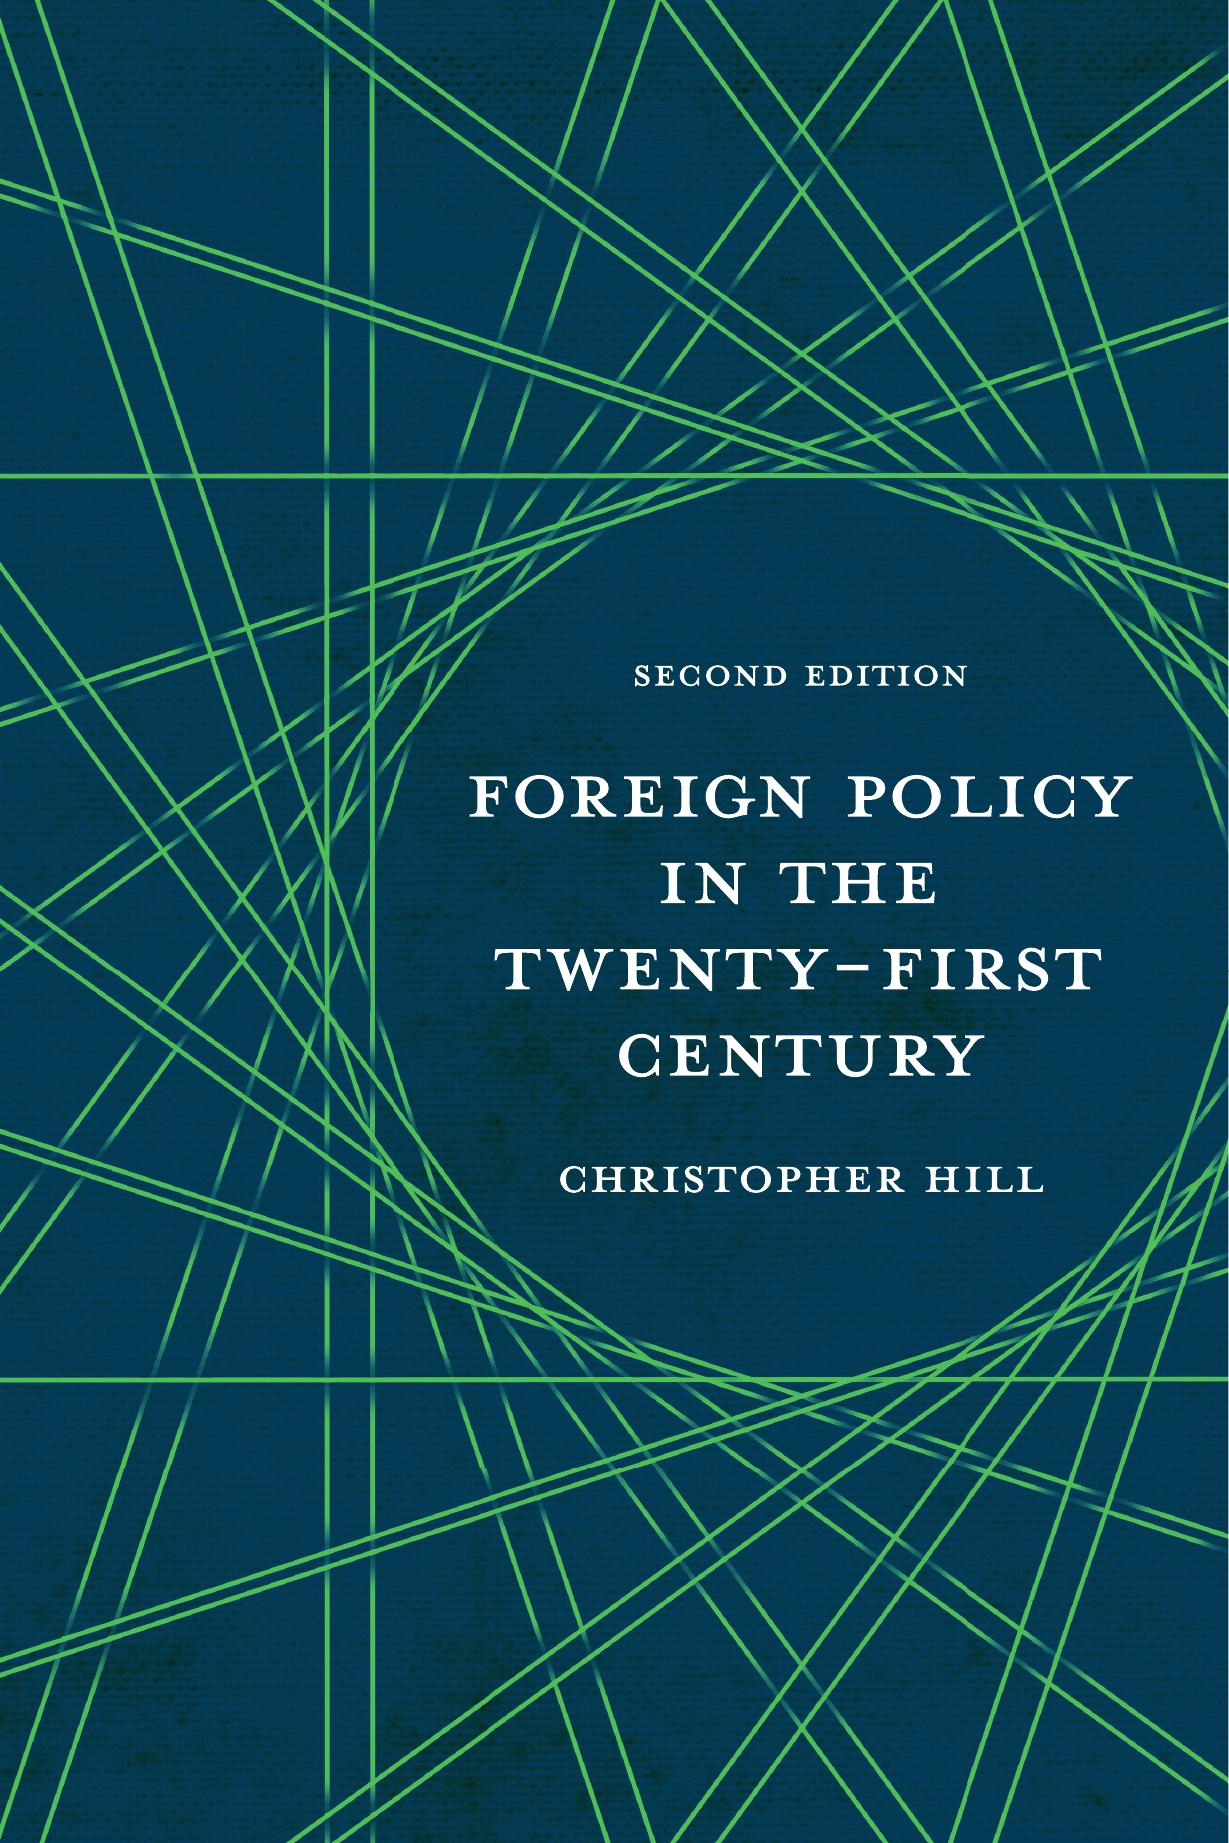 SECOND EDITION
FOREIGN POLICY
IN THE
TWENTY-FIRST
CENTURY
CHRISTOPHER HILL